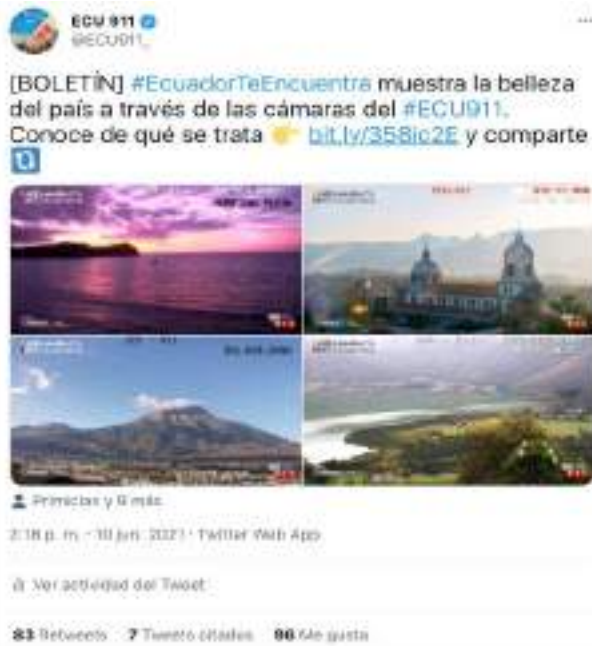 ECU 911
@ECU911_
[BOLETÍN] #EcuadorTeEncuentra muestra la belleza
del país a través de las cámaras del #ECU911.
Conoce de qué se trata 👉 bit.ly/358ic2E y comparte
Primicias y 9 más
2:18 p. m. · 10 jun. 2021 · Twitter Web App
Ver actividad del Tweet
83 Retweets 7 Tweets citados 96 Me gusta